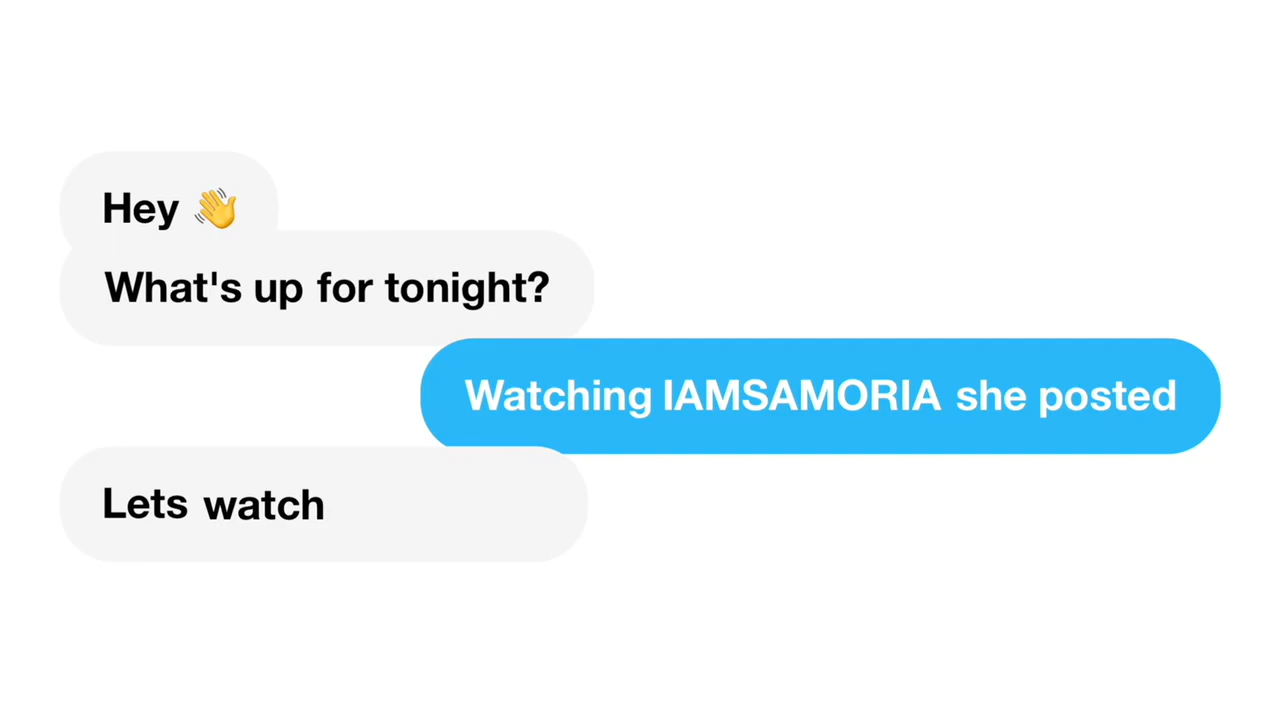 Hey 👋
What's up for tonight?
Watching IAMSAMORIA she posted
Lets watch